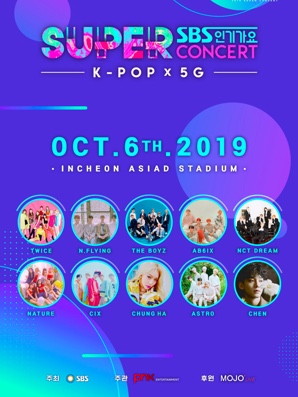 SUPER SBS 인기가요 CONCERT
K-POP x 5G
OCT.6TH.2019
· INCHEON ASIAD STADIUM ·
TWICE N.FLYING THE BOYZ AB6IX NCT DREAM
NATURE CIX CHUNG HA ASTRO CHEN
주최 SBS 주관 ENTERTAINMENT 후원 MOJO